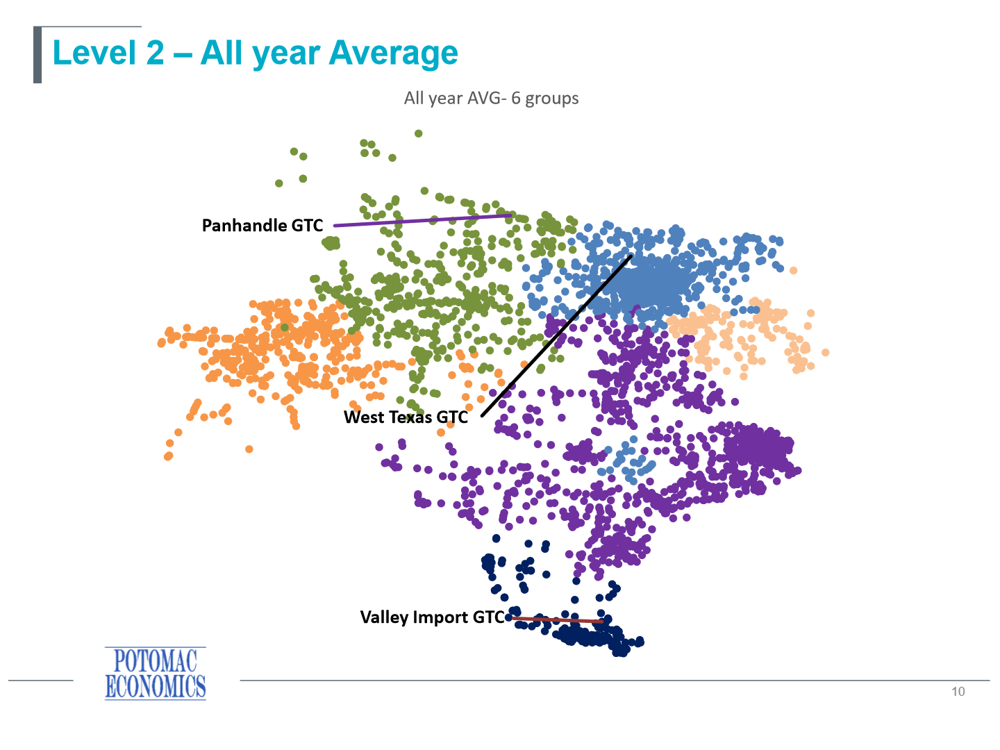 Level 2 – All year Average
All year AVG- 6 groups
Panhandle GTC
West Texas GTC
Valley Import GTC
POTOMAC
ECONOMICS
10